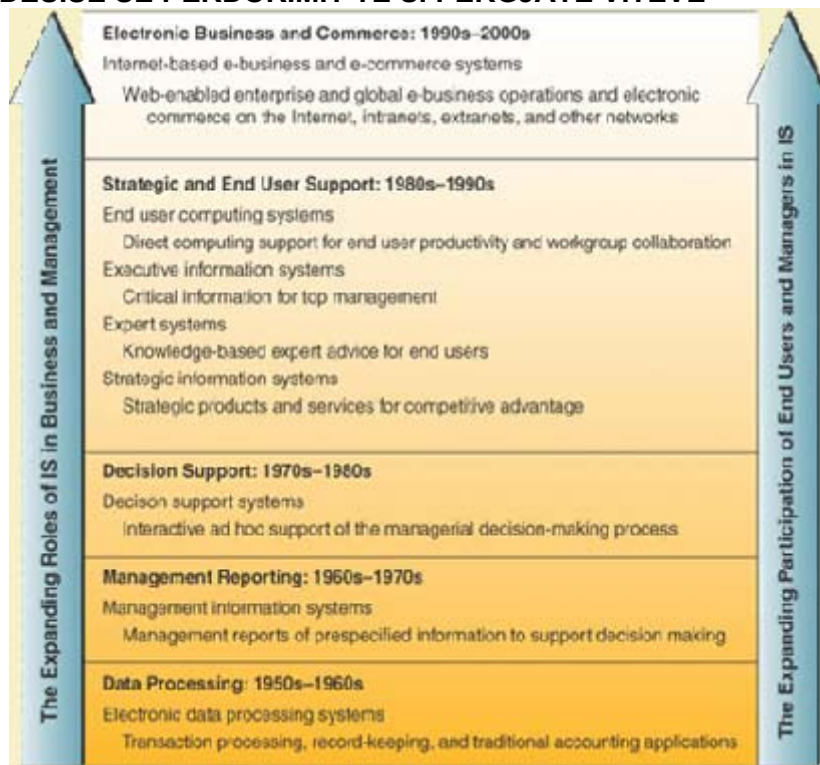 Electronic Business and Commerce: 1990s–2000s
Internet-based e-business and e-commerce systems
Web-enabled enterprise and global e-business operations and electronic
commerce on the Internet, intranets, extranets, and other networks
Strategic and End User Support: 1980s–1990s
End user computing systems
Direct computing support for end user productivity and workgroup collaboration
Executive information systems
Critical information for top management
Expert systems
Knowledge-based expert advice for end users
Strategic information systems
Strategic products and services for competitive advantage
Decision Support: 1970s–1980s
Decison support systems
Interactive ad hoc support of the managerial decision-making process
Management Reporting: 1960s–1970s
Management information systems
Management reports of prespecified information to support decision making
Data Processing: 1950s–1960s
Electronic data processing systems
Transaction processing, record-keeping, and traditional accounting applications
The Expanding Roles of IS in Business and Management
The Expanding Participation of End Users and Managers in IS